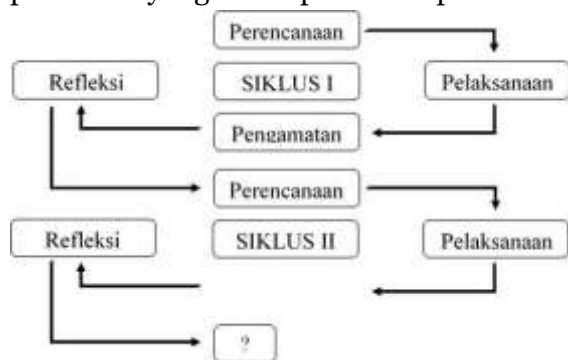 Perencanaan
Refleksi SIKLUS I Pelaksanaan
Pengamatan
Perencanaan
Refleksi SIKLUS II Pelaksanaan
?